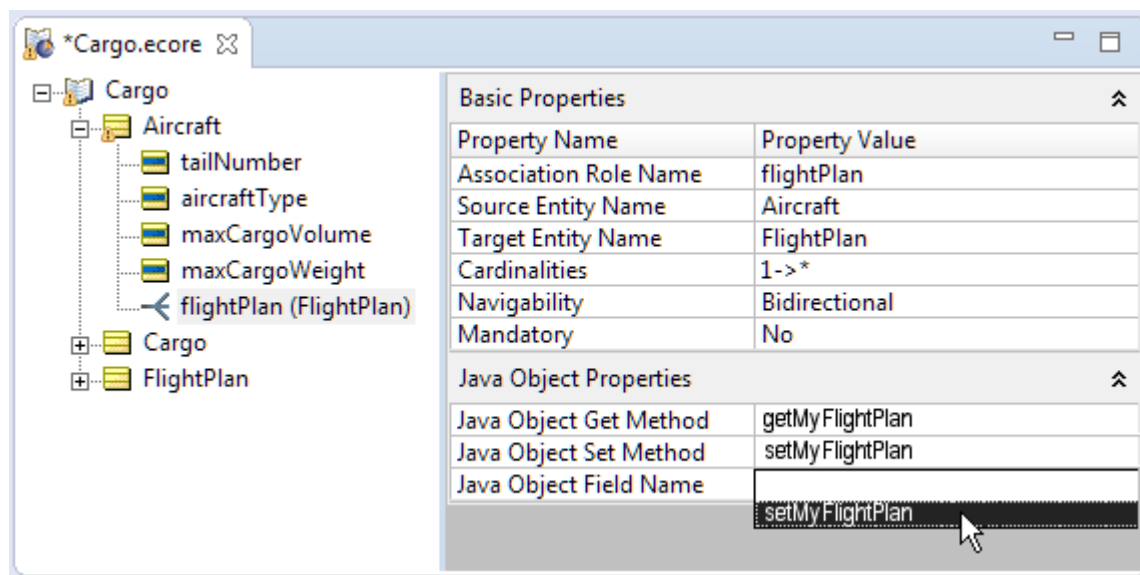 *Cargo.ecore
Cargo
Aircraft
tailNumber
aircraftType
maxCargoVolume
maxCargoWeight
flightPlan (FlightPlan)
Cargo
FlightPlan
Basic Properties
Property Name Property Value
Association Role Name flightPlan
Source Entity Name Aircraft
Target Entity Name FlightPlan
Cardinalities 1->*
Navigability Bidirectional
Mandatory No
Java Object Properties
Java Object Get Method getMyFlightPlan
Java Object Set Method setMyFlightPlan
Java Object Field Name
setMyFlightPlan